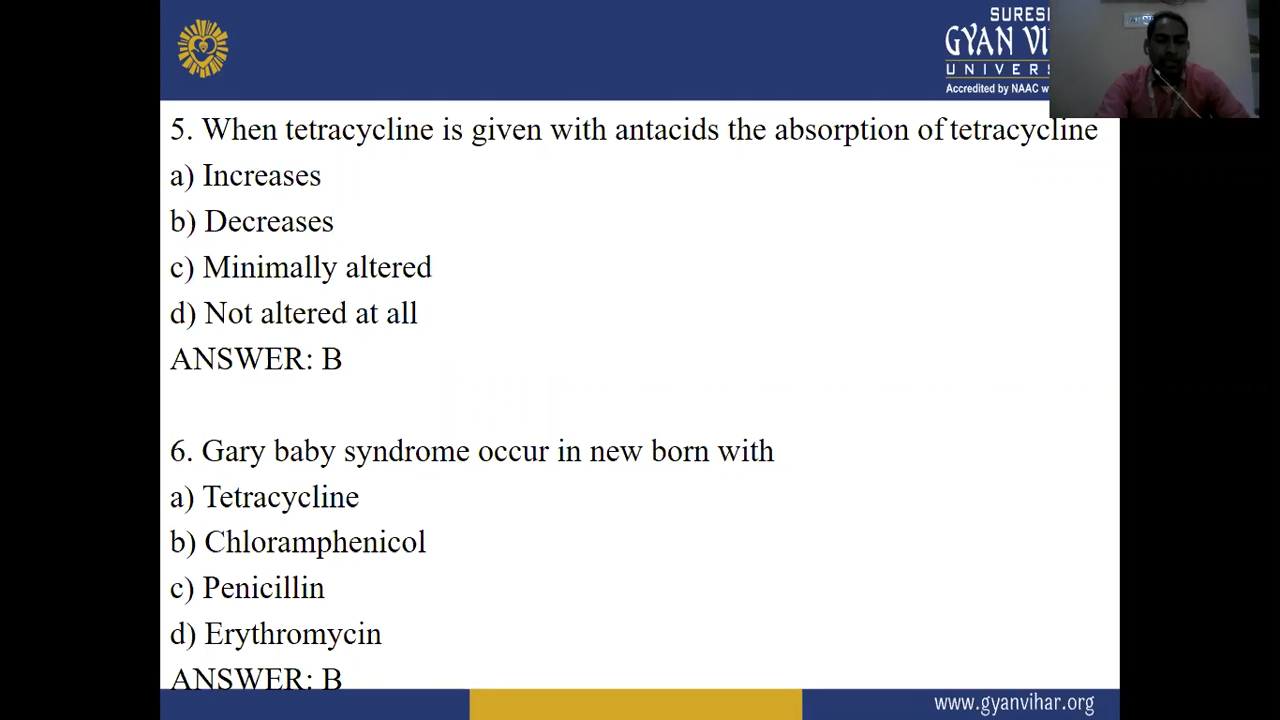 SURES
GYAN VI
UNIVERS
Accredited by NAAC w
5. When tetracycline is given with antacids the absorption of tetracycline
a) Increases
b) Decreases
c) Minimally altered
d) Not altered at all
ANSWER: B
6. Gary baby syndrome occur in new born with
a) Tetracycline
b) Chloramphenicol
c) Penicillin
d) Erythromycin
ANSWER: B
www.gyanvihar.org